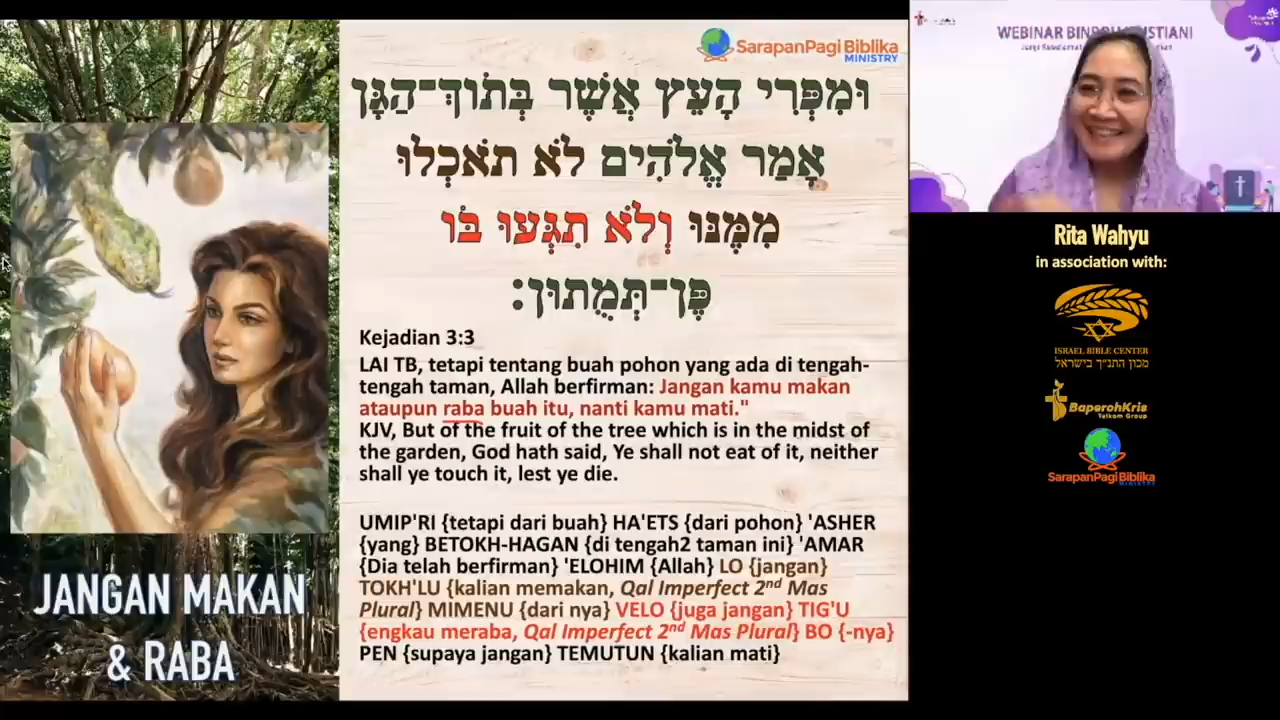 SarapanPagi Biblika
MINISTRY
וּמִפְּרִי הָעֵץ אֲשֶׁר בְּתוֹךְ־הַגָּן
אָמַר אֱלֹהִים לֹא תֹאכְלוּ
מִמֶּנּוּ וְלֹא תִגְּעוּ בּוֹ
פֶּן־תְּמֻתוּן׃
Kejadian 3:3
LAI TB, tetapi tentang buah pohon yang ada di tengah-
tengah taman, Allah berfirman: Jangan kamu makan
ataupun raba buah itu, nanti kamu mati."
KJV, But of the fruit of the tree which is in the midst of
the garden, God hath said, Ye shall not eat of it, neither
shall ye touch it, lest ye die.
UMIP'RI {tetapi dari buah} HA'ETS {dari pohon} 'ASHER
{yang} BETOKH-HAGAN {di tengah2 taman ini} 'AMAR
{Dia telah berfirman} 'ELOHIM {Allah} LO {jangan}
TOKH'LU {kalian memakan, Qal Imperfect 2nd Mas
Plural} MIMENU {dari nya} VELO {juga jangan} TIG'U
{engkau meraba, Qal Imperfect 2nd Mas Plural} BO {-nya}
PEN {supaya jangan} TEMUTUN {kalian mati}
JANGAN MAKAN
& RABA
WEBINAR
Rita Wahyu
in association with:
ISRAEL BIBLE CENTER
מכון התנ״ך בישראל
BaperohKris
Telkom Group
SarapanPagi Biblika
MINISTRY